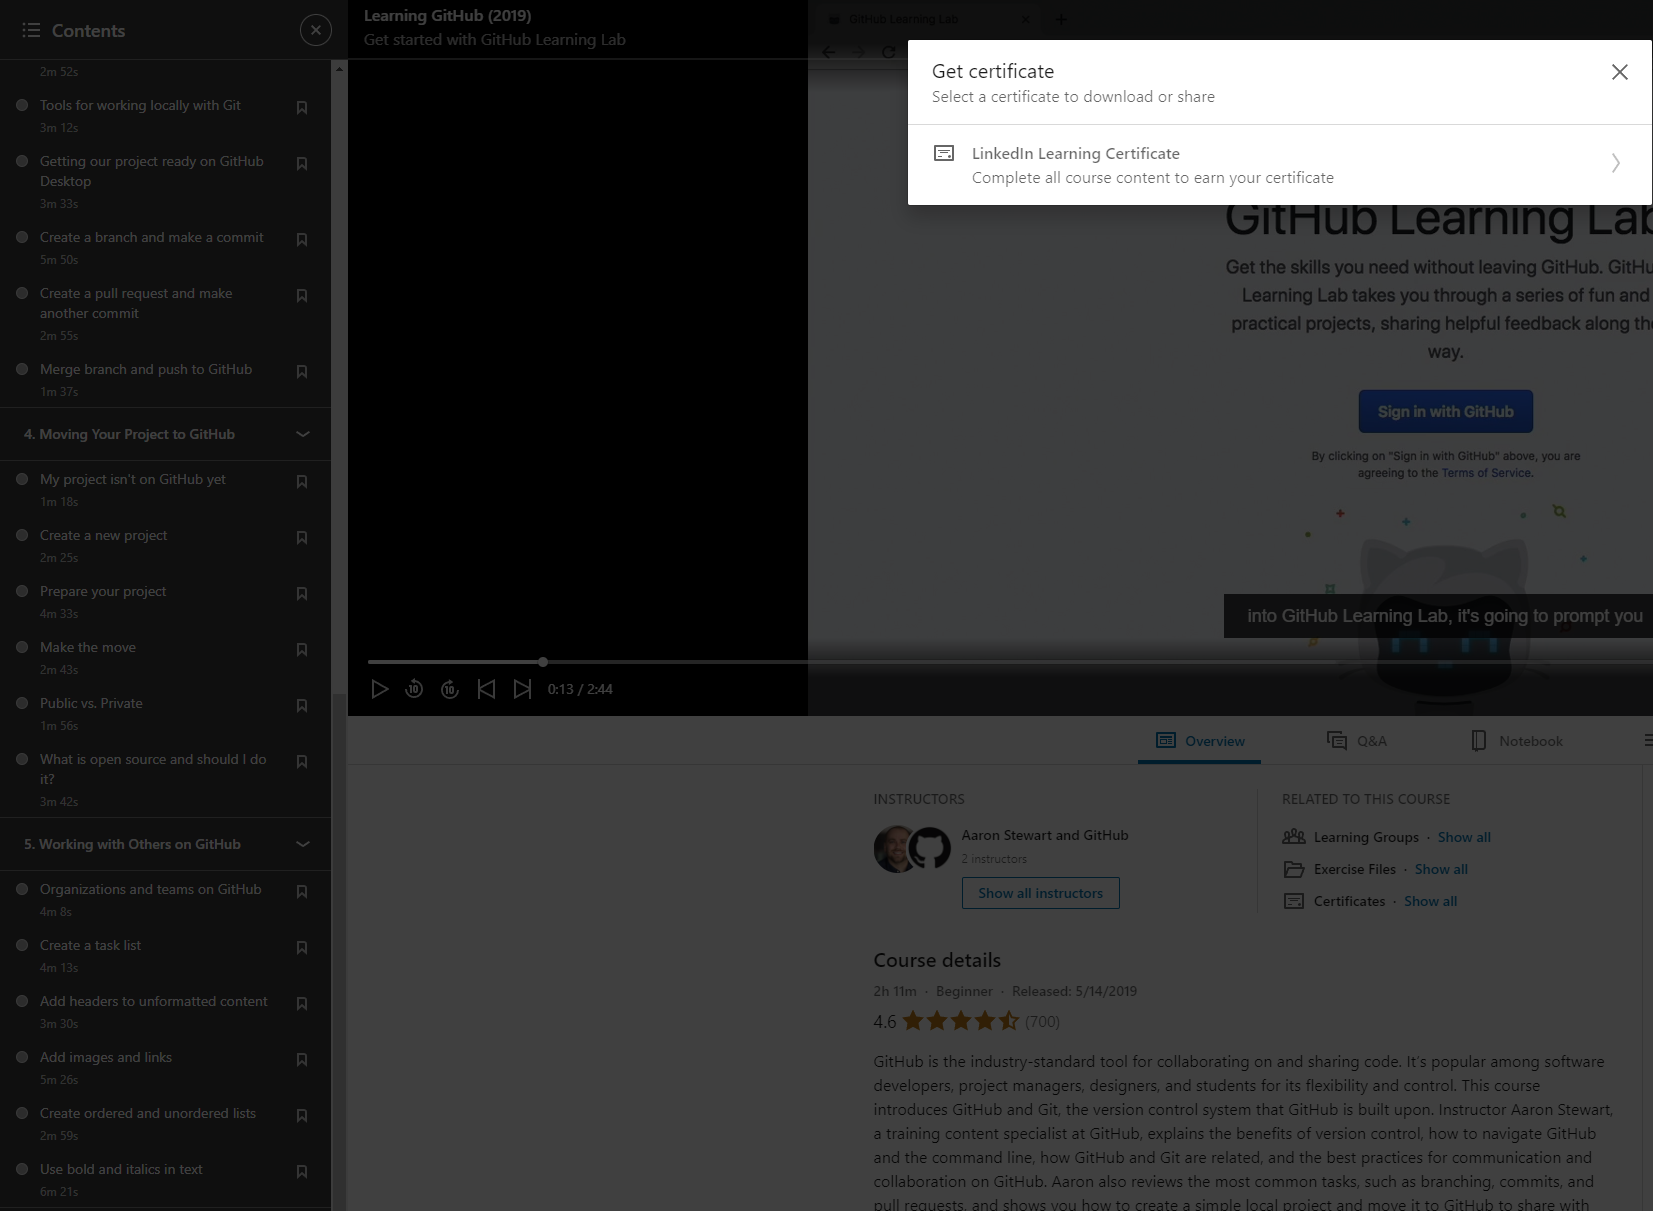 Contents
2m 52s
Tools for working locally with Git
3m 12s
Getting our project ready on GitHub
Desktop
3m 33s
Create a branch and make a commit
5m 50s
Create a pull request and make
another commit
2m 55s
Merge branch and push to GitHub
1m 37s
4. Moving Your Project to GitHub
My project isn't on GitHub yet
1m 18s
Create a new project
2m 25s
Prepare your project
4m 33s
Make the move
2m 43s
Public vs. Private
1m 56s
What is open source and should I do
it?
3m 42s
5. Working with Others on GitHub
Organizations and teams on GitHub
4m 8s
Create a task list
4m 13s
Add headers to unformatted content
3m 30s
Add images and links
5m 26s
Create ordered and unordered lists
2m 59s
Use bold and italics in text
6m 21s
Learning GitHub (2019)
Get started with GitHub Learning Lab
GitHub Learning Lab
Get certificate
Select a certificate to download or share
LinkedIn Learning Certificate
Complete all course content to earn your certificate
GitHub Learning Lab
Get the skills you need without leaving GitHub. GitHu
Learning Lab takes you through a series of fun and
practical projects, sharing helpful feedback along the
way.
Sign in with GitHub
By clicking on "Sign in with GitHub" above, you are
agreeing to the Terms of Service.
into GitHub Learning Lab, it's going to prompt you
10
10
0:13 / 2:44
Overview
Q&A
Notebook
INSTRUCTORS
Aaron Stewart and GitHub
2 instructors
Show all instructors
RELATED TO THIS COURSE
Learning Groups · Show all
Exercise Files · Show all
Certificates · Show all
Course details
2h 11m · Beginner · Released: 5/14/2019
4.6 (700)
GitHub is the industry-standard tool for collaborating on and sharing code. It's popular among software
developers, project managers, designers, and students for its flexibility and control. This course
introduces GitHub and Git, the version control system that GitHub is built upon. Instructor Aaron Stewart,
a training content specialist at GitHub, explains the benefits of version control, how to navigate GitHub
and the command line, how GitHub and Git are related, and the best practices for communication and
collaboration on GitHub. Aaron also reviews the most common tasks, such as branching, commits, and
pull requests, and shows you how to create a simple local project and move it to GitHub to share with